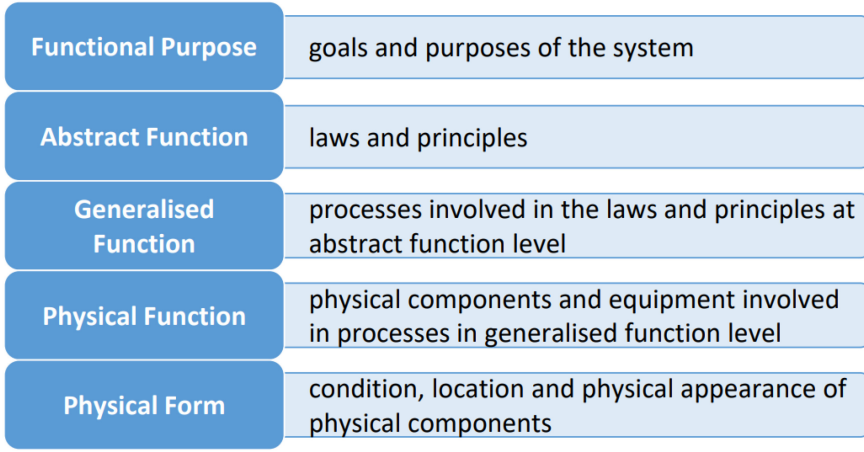 Functional Purpose
goals and purposes of the system
Abstract Function
laws and principles
Generalised
Function
processes involved in the laws and principles at
abstract function level
Physical Function
physical components and equipment involved
in processes in generalised function level
Physical Form
condition, location and physical appearance of
physical components